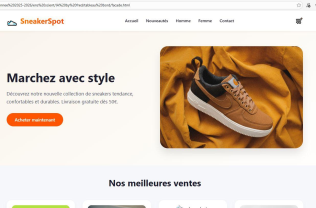 SneakerSpot
Accueil Nouveautés Homme Femme Contact
Marchez avec style
Découvrez notre nouvelle collection de sneakers tendance,
confortables et durables. Livraison gratuite dès 50€.
Acheter maintenant
Nos meilleures ventes